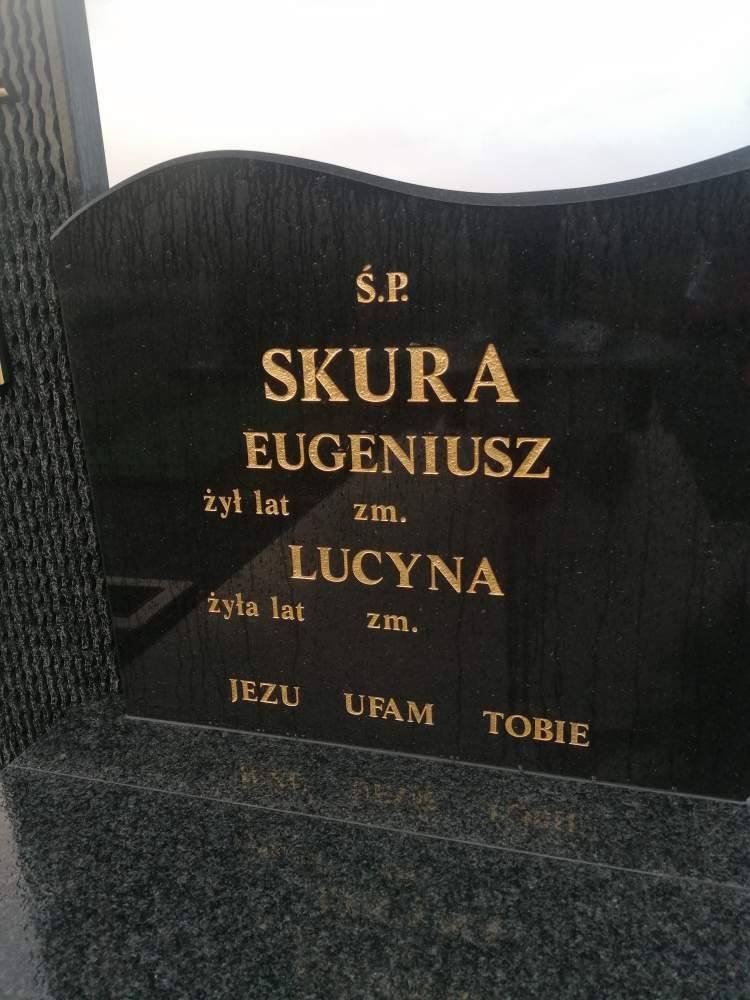 Ś.P.
SKURA
EUGENIUSZ
żył lat zm.
LUCYNA
żyła lat zm.
JEZU UFAM TOBIE